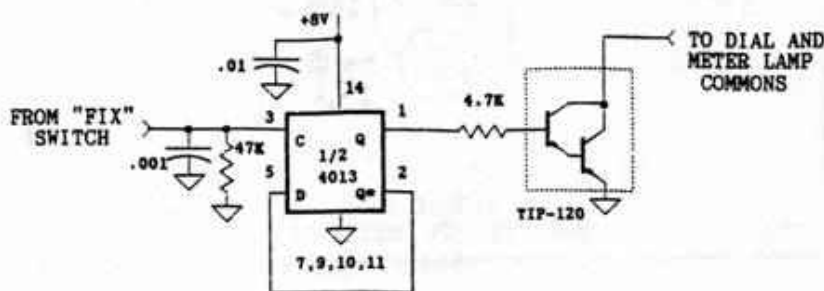 +8V
.01
14
TO DIAL AND
METER LAMP
COMMONS
FROM "FIX"
SWITCH
3
1
4.7K
C
Q
.001
47K
1/2
4013
5
2
D
Q*
TIP-120
7,9,10,11